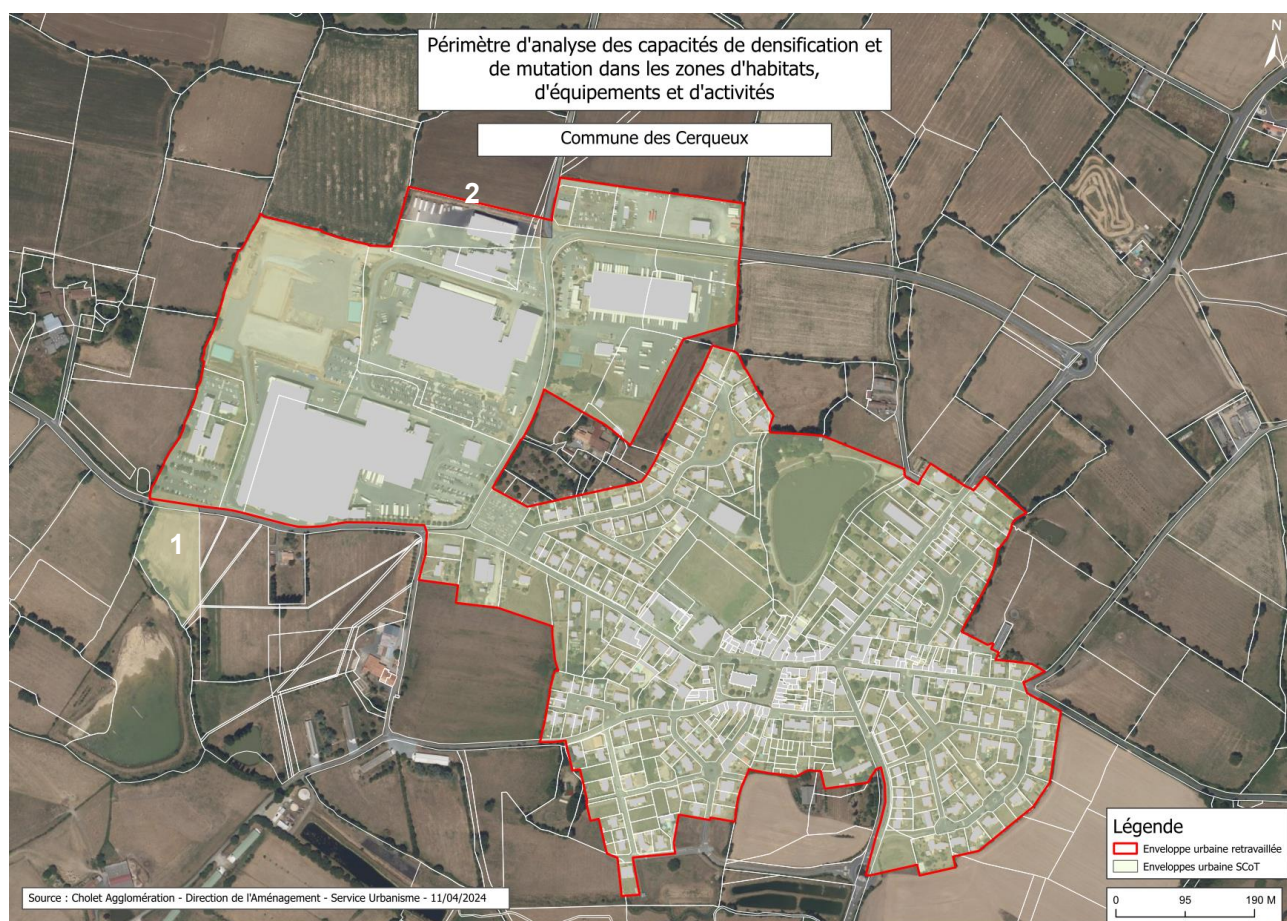 Périmètre d'analyse des capacités de densification et
de mutation dans les zones d'habitats,
d'équipements et d'activités
Commune des Cerqueux
N
2
1
Légende
Enveloppe urbaine retravaillée
Enveloppes urbaine SCoT
0 95 190 M
Source : Cholet Agglomération - Direction de l'Aménagement - Service Urbanisme - 11/04/2024